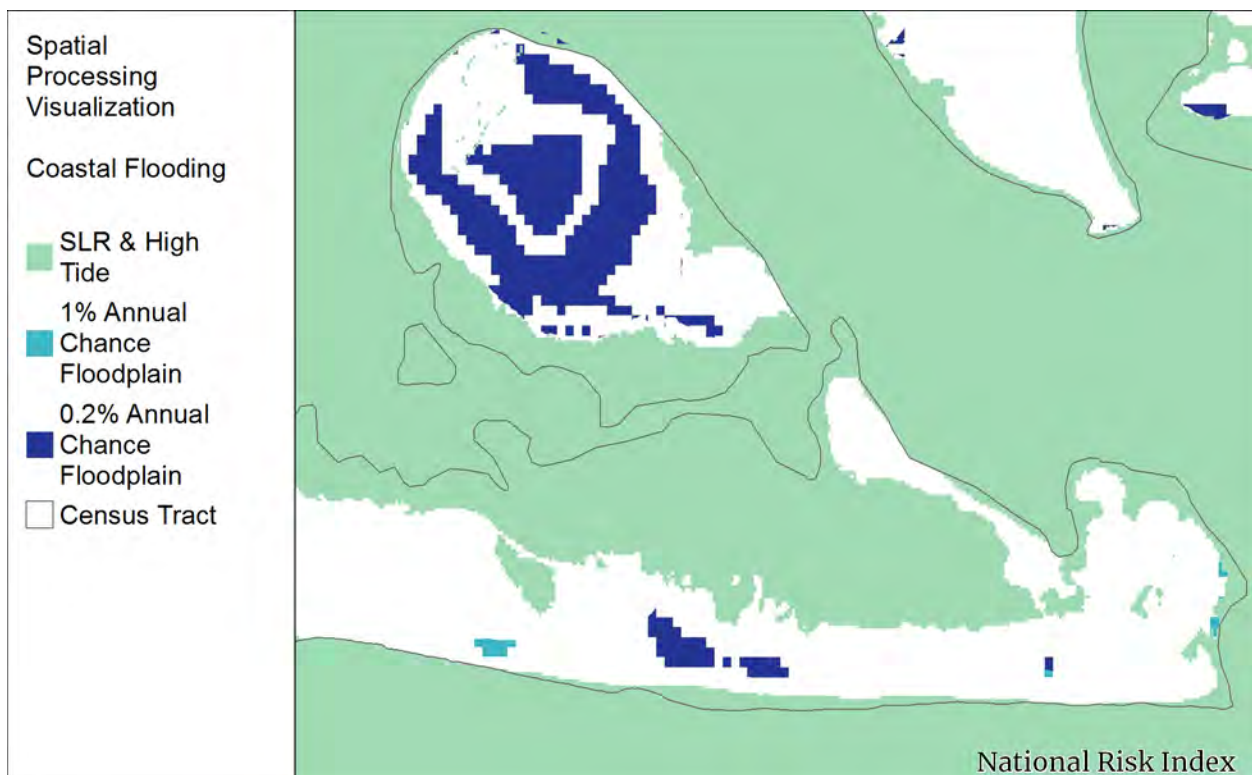 Spatial
Processing
Visualization
Coastal Flooding
SLR & High
Tide
1% Annual
Chance
Floodplain
0.2% Annual
Chance
Floodplain
Census Tract
National Risk Index